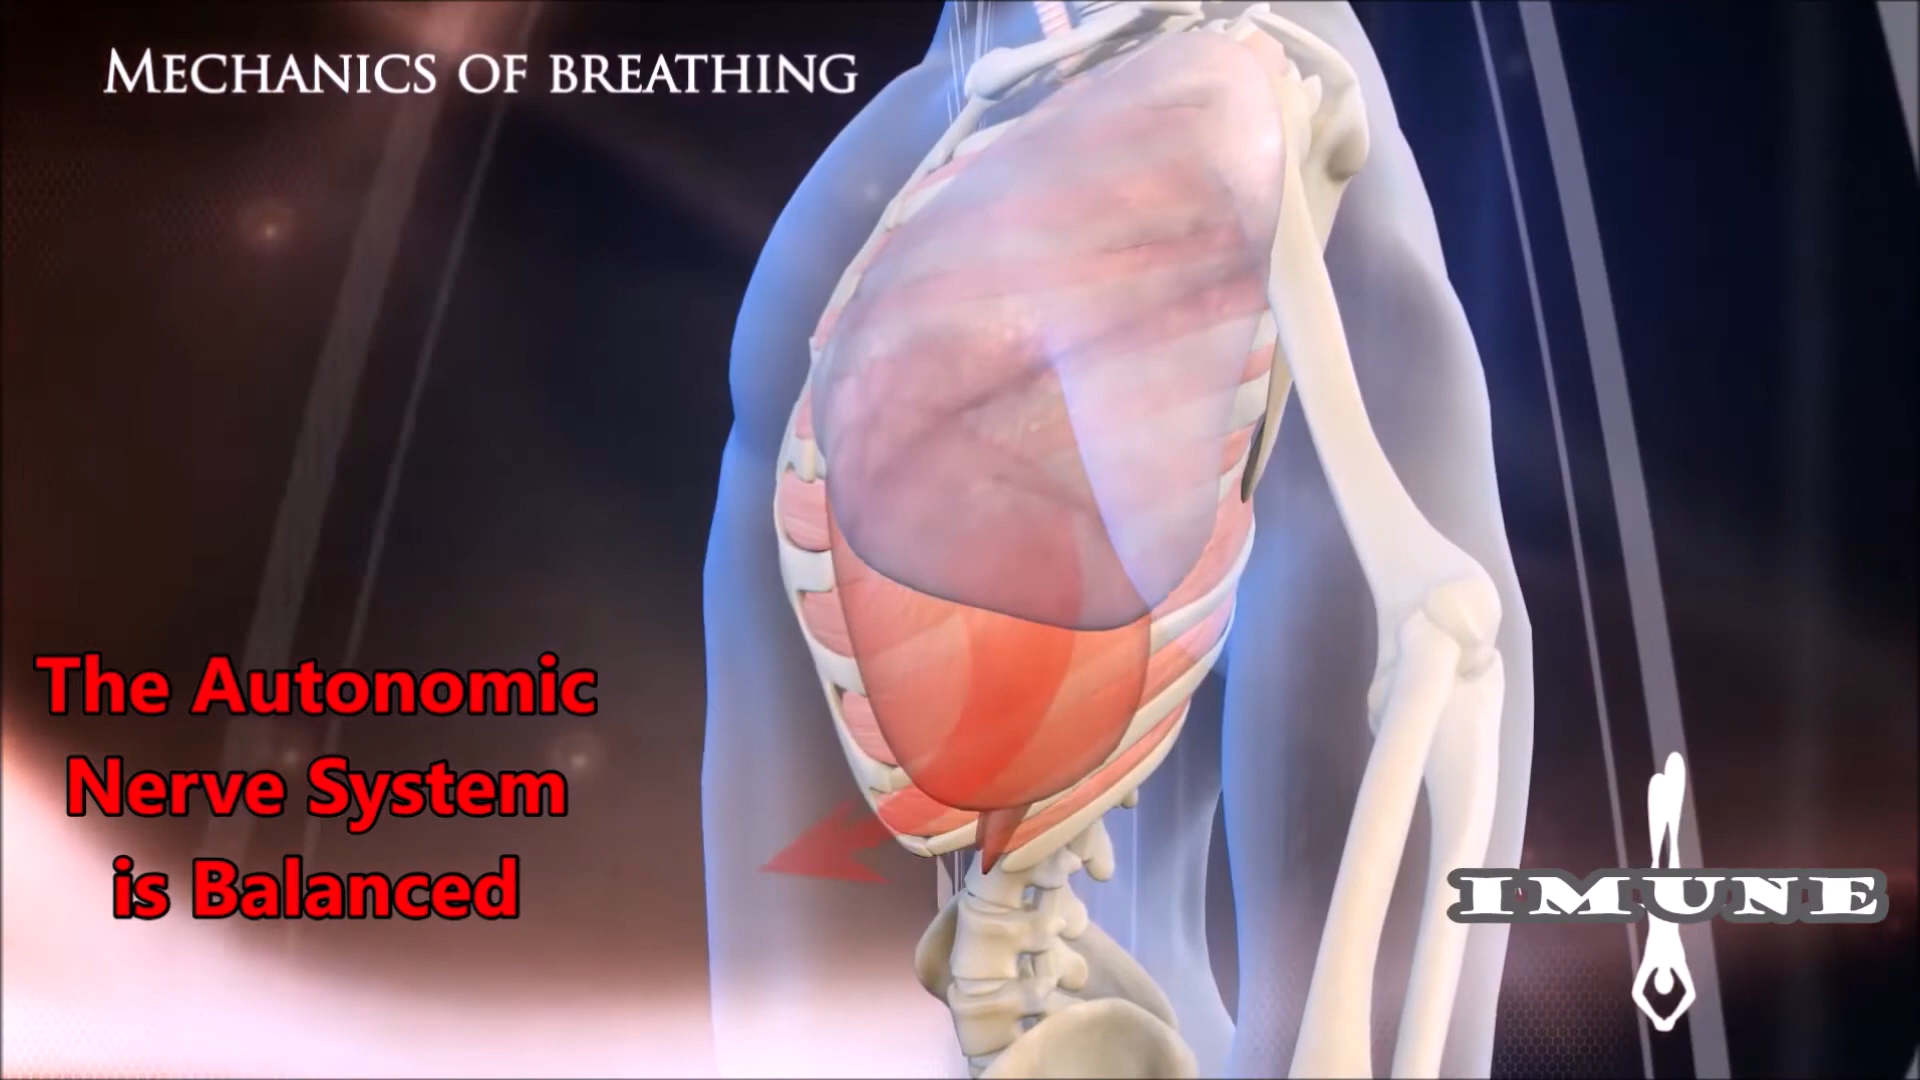 MECHANICS OF BREATHING
The Autonomic
Nerve System
is Balanced
IMUNE